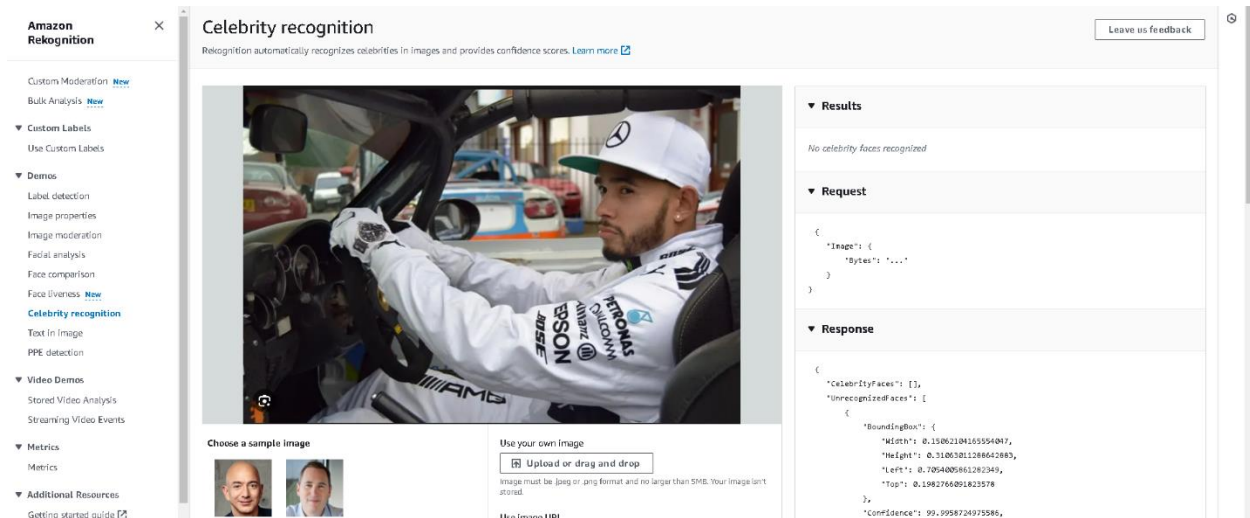 Amazon
Rekognition
Custom Moderation New
Bulk Analysis New
Custom Labels
Use Custom Labels
Demos
Label detection
Image properties
Image moderation
Facial analysis
Face comparison
Face liveness New
Celebrity recognition
Text in image
PPE detection
Video Demos
Stored Video Analysis
Streaming Video Events
Metrics
Metrics
Additional Resources
Getting started guide
Celebrity recognition
Rekognition automatically recognizes celebrities in images and provides confidence scores. Learn more
Leave us feedback
PETRONAS
QUALCOMM
Allianz
EPSON
BOSE
AMG
Choose a sample image
Use your own image
Upload or drag and drop
Image must be .jpeg or .png format and no larger than 5MB. Your image isn't
stored.
Use image URL
Results
No celebrity faces recognized
Request
{
"Image": {
"Bytes": "..."
}
}
Response
{
"CelebrityFaces": [],
"UnrecognizedFaces": [
{
"BoundingBox": {
"Width": 0.15062104165554047,
"Height": 0.31063011288642883,
"Left": 0.7054005861282349,
"Top": 0.1982766091823578
},
"Confidence": 99.9958724975586,